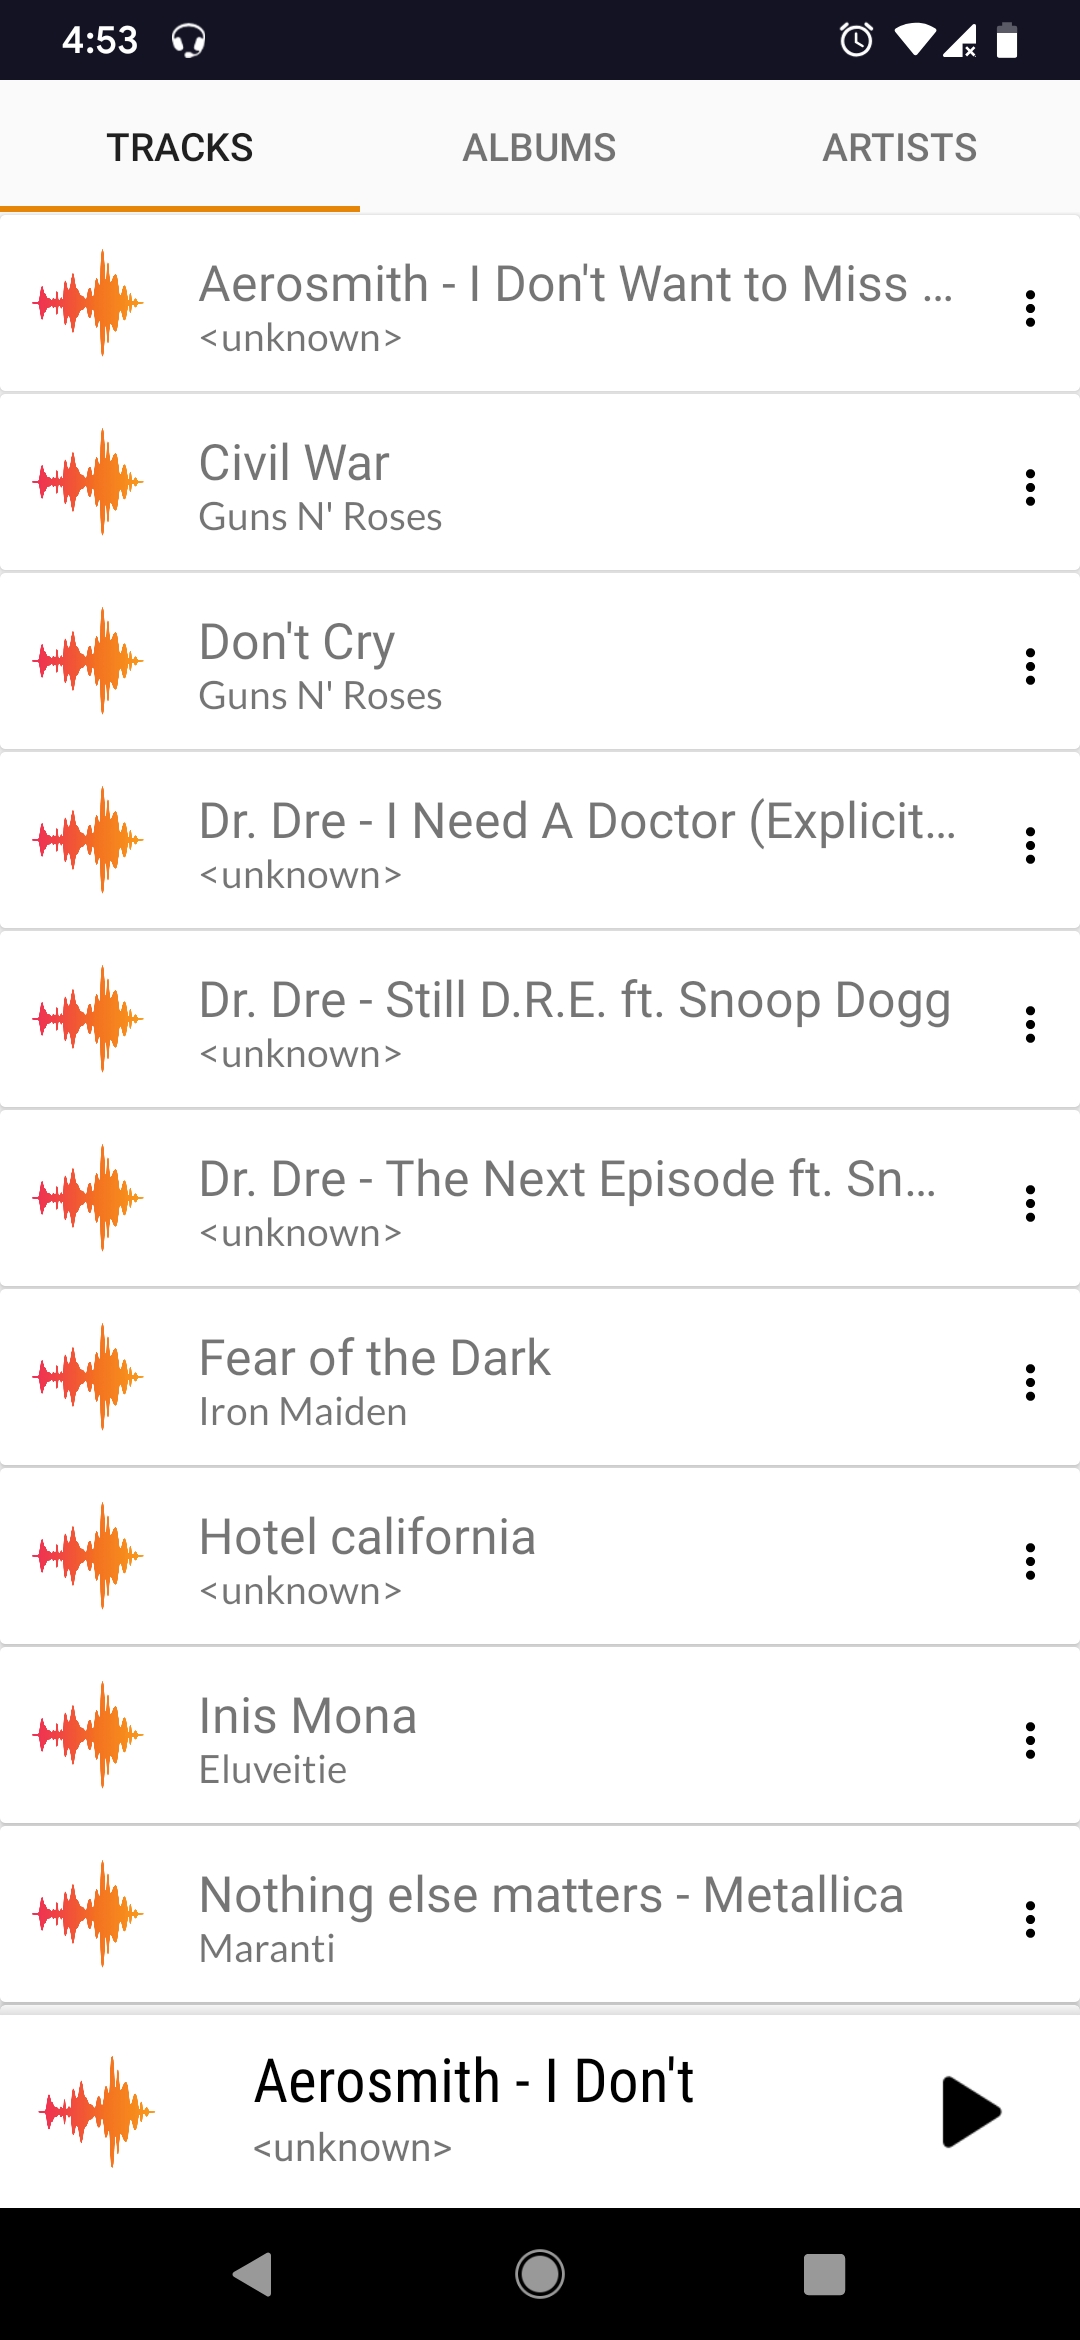 4:53
TRACKS ALBUMS ARTISTS
Aerosmith - I Don't Want to Miss ...
<unknown>
Civil War
Guns N' Roses
Don't Cry
Guns N' Roses
Dr. Dre - I Need A Doctor (Explicit...
<unknown>
Dr. Dre - Still D.R.E. ft. Snoop Dogg
<unknown>
Dr. Dre - The Next Episode ft. Sn...
<unknown>
Fear of the Dark
Iron Maiden
Hotel california
<unknown>
Inis Mona
Eluveitie
Nothing else matters - Metallica
Maranti
Aerosmith - I Don't
<unknown>